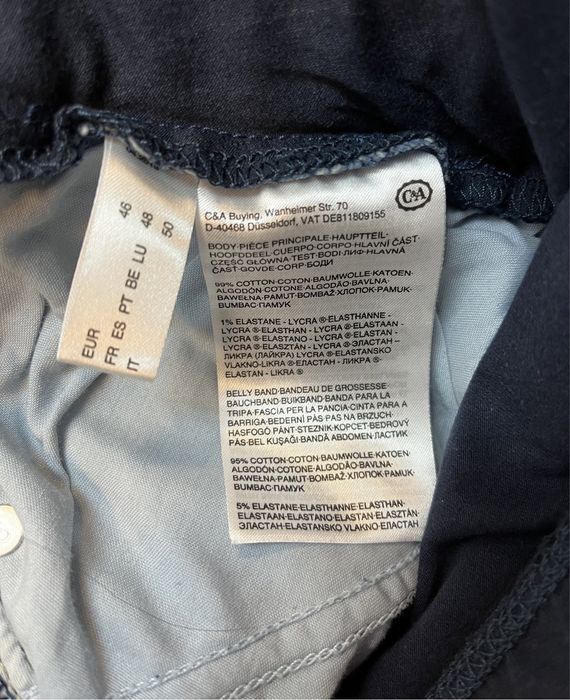 EUR 46
FR ES PT BE LU 48
IT 50
C&A
C&A Buying, Wanheimer Str. 70
D-40468 Düsseldorf, VAT DE811809155
BODY·PIÈCE PRINCIPALE·HAUPTTEIL·
HOOFDDEEL·CUERPO·CORPO·HLAVNÍ ČÁST·
CZĘŚĆ GŁÓWNA·TEST·BODI·ЛИФ·HLAVNÁ
ČASŤ·GOVDE·CORP·БОДИ
99% COTTON·COTON·BAUMWOLLE·KATOEN·
ALGODÓN·COTONE·ALGODÃO·BAVLNA·
BAWEŁNA·PAMUT·BOMBAŽ·ХЛОПОК·PAMUK·
BUMBAC·ПАМУК
1% ELASTANE - LYCRA ®·ELASTHANNE -
LYCRA ®·ELASTHAN - LYCRA ®·ELASTAAN -
LYCRA ®·ELASTANO - LYCRA ®·ELASTAN -
LYCRA ®·ELASZTÁN - LYCRA ®·ЭЛАСТАН –
ЛИКРА (ЛАЙКРА) LYCRA ®·ELASTANSKO
VLAKNO-LIKRA ®·ЕЛАСТАН - ЛИКРА ®·
ELASTAN - LIKRA ®
BELLY BAND·BANDEAU DE GROSSESSE·
BAUCHBAND·BUIKBAND·BANDA PARA LA
TRIPA·FASCIA PER LA PANCIA·CINTA PARA A
BARRIGA·BEDERNÍ PÁS·PAS NA BRZUCH·
HASFOGÓ PÁNT·STEZNIK·КОРСЕТ·BEDROVÝ
PÁS·BEL KUŞAĞI·BANDĂ ABDOMEN·ЛАСТИК
95% COTTON·COTON·BAUMWOLLE·KATOEN·
ALGODÓN·COTONE·ALGODÃO·BAVLNA·
BAWEŁNA·PAMUT·BOMBAŽ·ХЛОПОК·PAMUK·
BUMBAC·ПАМУК
5% ELASTANE·ELASTHANNE·ELASTHAN·
ELASTAAN·ELASTANO·ELASTAN·ELASZTÁN·
ЭЛАСТАН·ELASTANSKO VLAKNO·ЕЛАСТАН